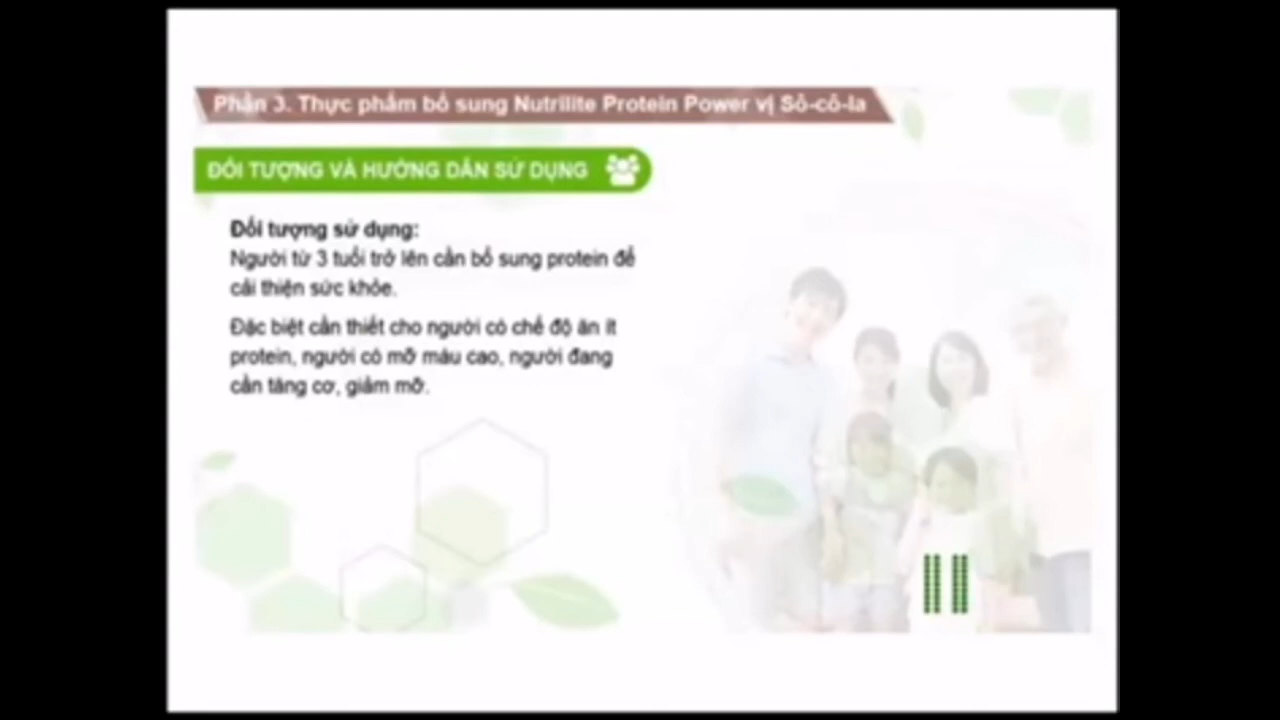 Phần 3. Thực phẩm bổ sung Nutrilite Protein Power vị Sô-cô-la
ĐỐI TƯỢNG VÀ HƯỚNG DẪN SỬ DỤNG
Đối tượng sử dụng:
Người từ 3 tuổi trở lên cần bổ sung protein để
cải thiện sức khỏe.
Đặc biệt cần thiết cho người có chế độ ăn ít
protein, người có mỡ máu cao, người đang
cần tăng cơ, giảm mỡ.